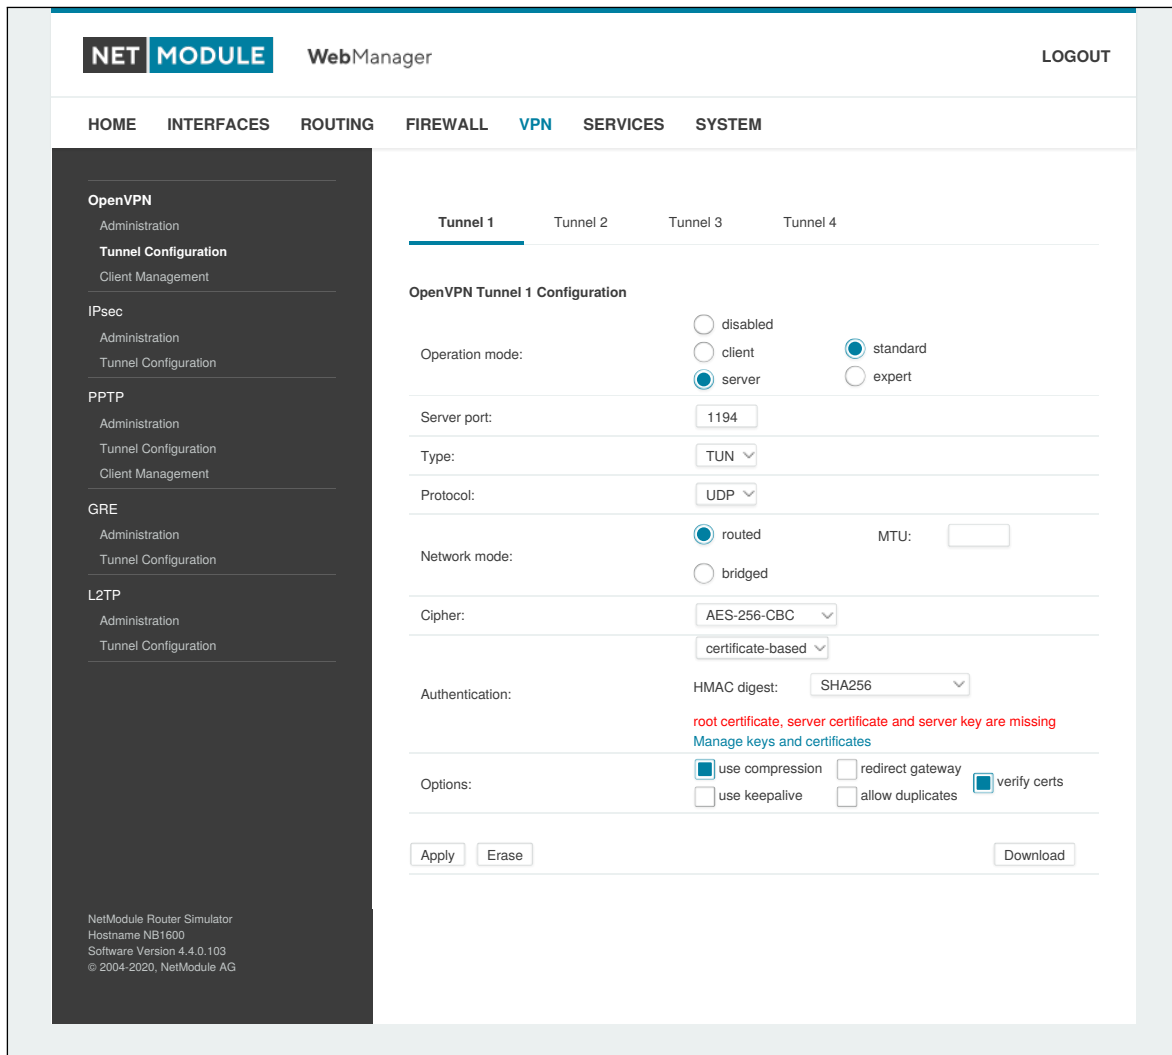 NET MODULE WebManager LOGOUT
HOME INTERFACES ROUTING FIREWALL VPN SERVICES SYSTEM
OpenVPN
Administration
Tunnel Configuration
Client Management
IPsec
Administration
Tunnel Configuration
PPTP
Administration
Tunnel Configuration
Client Management
GRE
Administration
Tunnel Configuration
L2TP
Administration
Tunnel Configuration
NetModule Router Simulator
Hostname NB1600
Software Version 4.4.0.103
© 2004-2020, NetModule AG
Tunnel 1 Tunnel 2 Tunnel 3 Tunnel 4
OpenVPN Tunnel 1 Configuration
Operation mode:
disabled
client
server
standard
expert
Server port: 1194
Type: TUN
Protocol: UDP
Network mode:
routed
bridged
MTU:
Cipher: AES-256-CBC
Authentication:
certificate-based
HMAC digest: SHA256
root certificate, server certificate and server key are missing
Manage keys and certificates
Options:
use compression redirect gateway
verify certs
use keepalive allow duplicates
Apply Erase Download